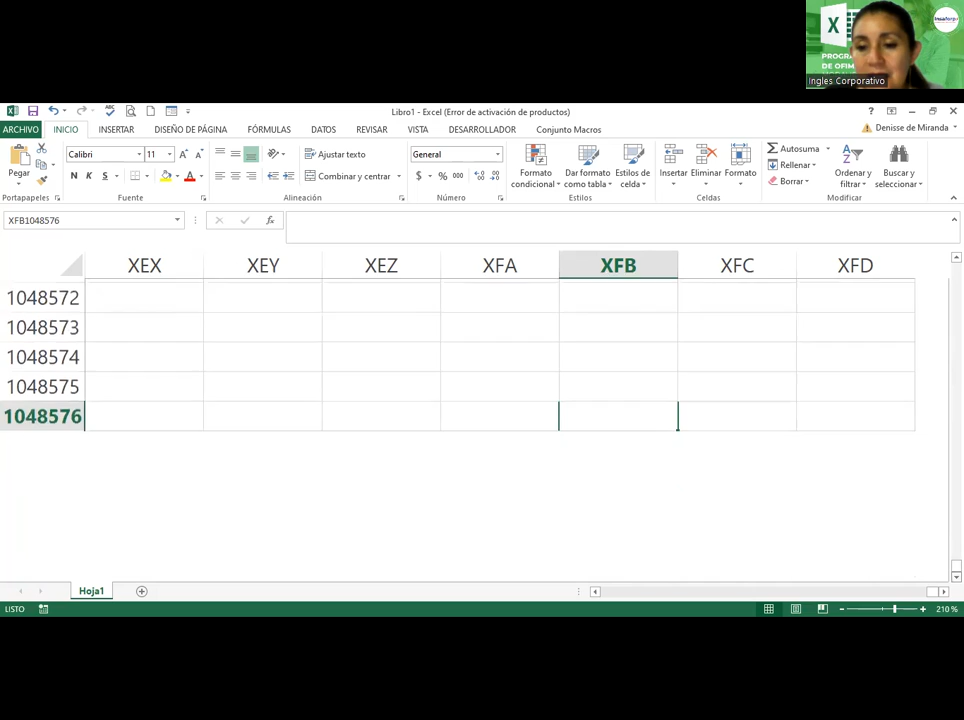 PROGR
DE OFIM
Ingles Corporativo
Libro1 - Excel (Error de activación de productos)
ARCHIVO INICIO INSERTAR DISEÑO DE PÁGINA FÓRMULAS DATOS REVISAR VISTA DESARROLLADOR Conjunto Macros Denisse de Miranda
Pegar Calibri 11 Ajustar texto General Formato condicional Dar formato como tabla Estilos de celda Insertar Eliminar Formato Autosuma Ordenar y filtrar Buscar y seleccionar
N K S Combinar y centrar $ % 000 Rellenar
Borrar
Portapapeles Fuente Alineación Número Estilos Celdas Modificar
XFB1048576 fx
XEX XEY XEZ XFA XFB XFC XFD
1048572
1048573
1048574
1048575
1048576
Hoja1
LISTO 210 %